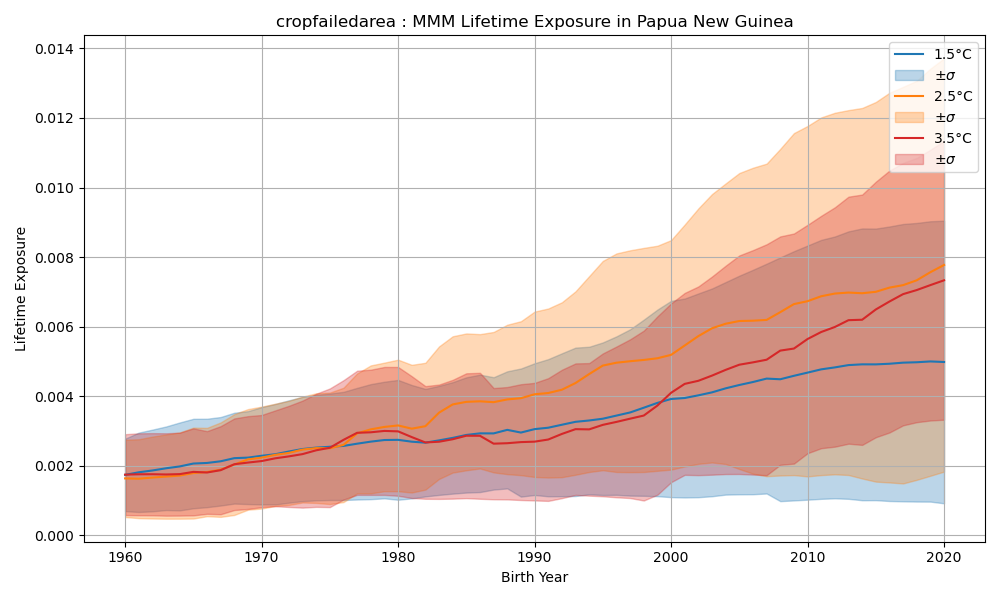 cropfailedarea : MMM Lifetime Exposure in Papua New Guinea
0.014
0.012
0.010
0.008
0.006
0.004
0.002
0.000
Lifetime Exposure
1960 1970 1980 1990 2000 2010 2020
Birth Year
1.5°C
±σ
2.5°C
±σ
3.5°C
±σ